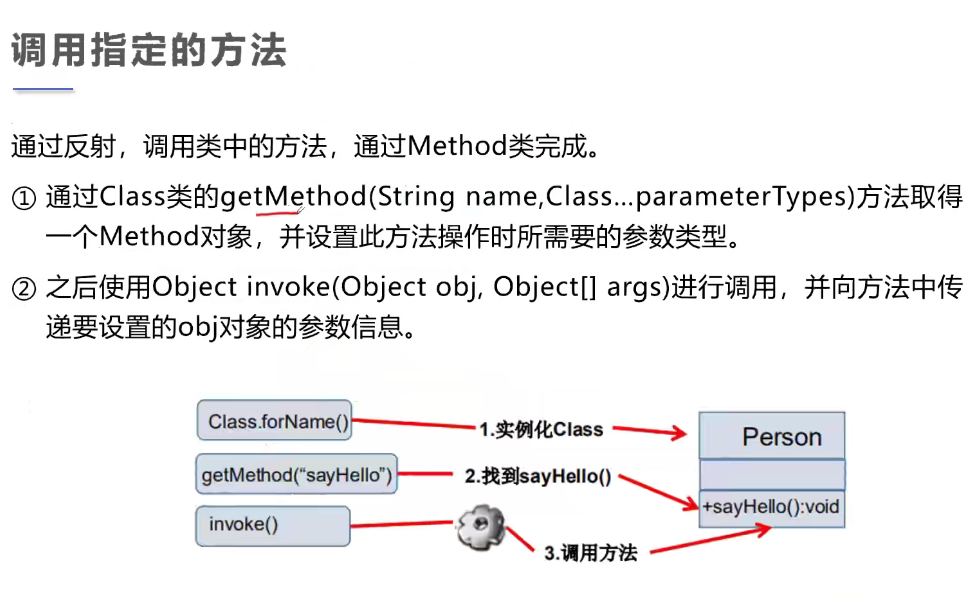 调用指定的方法
通过反射，调用类中的方法，通过Method类完成。
① 通过Class类的getMethod(String name,Class...parameterTypes)方法取得
一个Method对象，并设置此方法操作时所需要的参数类型。
② 之后使用Object invoke(Object obj, Object[] args)进行调用，并向方法中传
递要设置的obj对象的参数信息。
Class.forName()
1.实例化Class
Person
getMethod(“sayHello”)
2.找到sayHello()
+sayHello():void
invoke()
3.调用方法